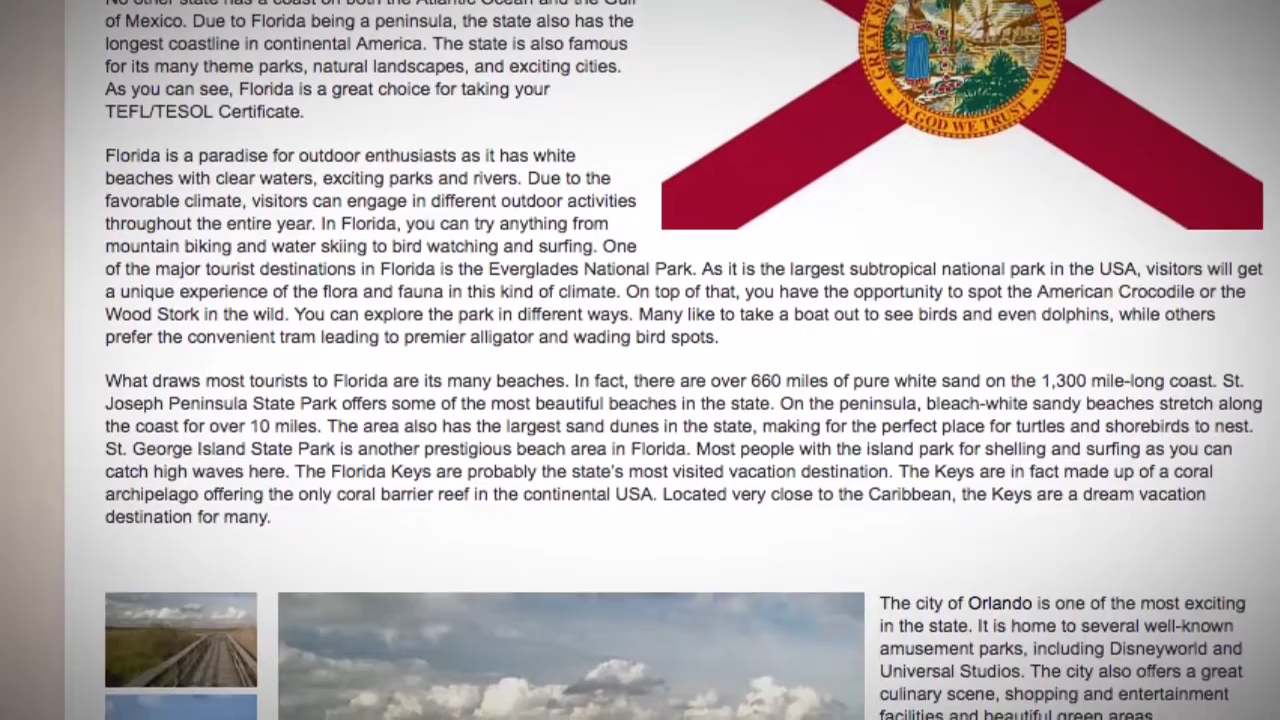 No other state has a coast on both the Atlantic Ocean and the Gulf
of Mexico. Due to Florida being a peninsula, the state also has the
longest coastline in continental America. The state is also famous
for its many theme parks, natural landscapes, and exciting cities.
As you can see, Florida is a great choice for taking your
TEFL/TESOL Certificate.
GREAT SE
FLORIDA
IN GOD WE TRUST
Florida is a paradise for outdoor enthusiasts as it has white
beaches with clear waters, exciting parks and rivers. Due to the
favorable climate, visitors can engage in different outdoor activities
throughout the entire year. In Florida, you can try anything from
mountain biking and water skiing to bird watching and surfing. One
of the major tourist destinations in Florida is the Everglades National Park. As it is the largest subtropical national park in the USA, visitors will get
a unique experience of the flora and fauna in this kind of climate. On top of that, you have the opportunity to spot the American Crocodile or the
Wood Stork in the wild. You can explore the park in different ways. Many like to take a boat out to see birds and even dolphins, while others
prefer the convenient tram leading to premier alligator and wading bird spots.
What draws most tourists to Florida are its many beaches. In fact, there are over 660 miles of pure white sand on the 1,300 mile-long coast. St.
Joseph Peninsula State Park offers some of the most beautiful beaches in the state. On the peninsula, bleach-white sandy beaches stretch along
the coast for over 10 miles. The area also has the largest sand dunes in the state, making for the perfect place for turtles and shorebirds to nest.
St. George Island State Park is another prestigious beach area in Florida. Most people with the island park for shelling and surfing as you can
catch high waves here. The Florida Keys are probably the state's most visited vacation destination. The Keys are in fact made up of a coral
archipelago offering the only coral barrier reef in the continental USA. Located very close to the Caribbean, the Keys are a dream vacation
destination for many.
The city of Orlando is one of the most exciting
in the state. It is home to several well-known
amusement parks, including Disneyworld and
Universal Studios. The city also offers a great
culinary scene, shopping and entertainment
facilities and beautiful green areas.